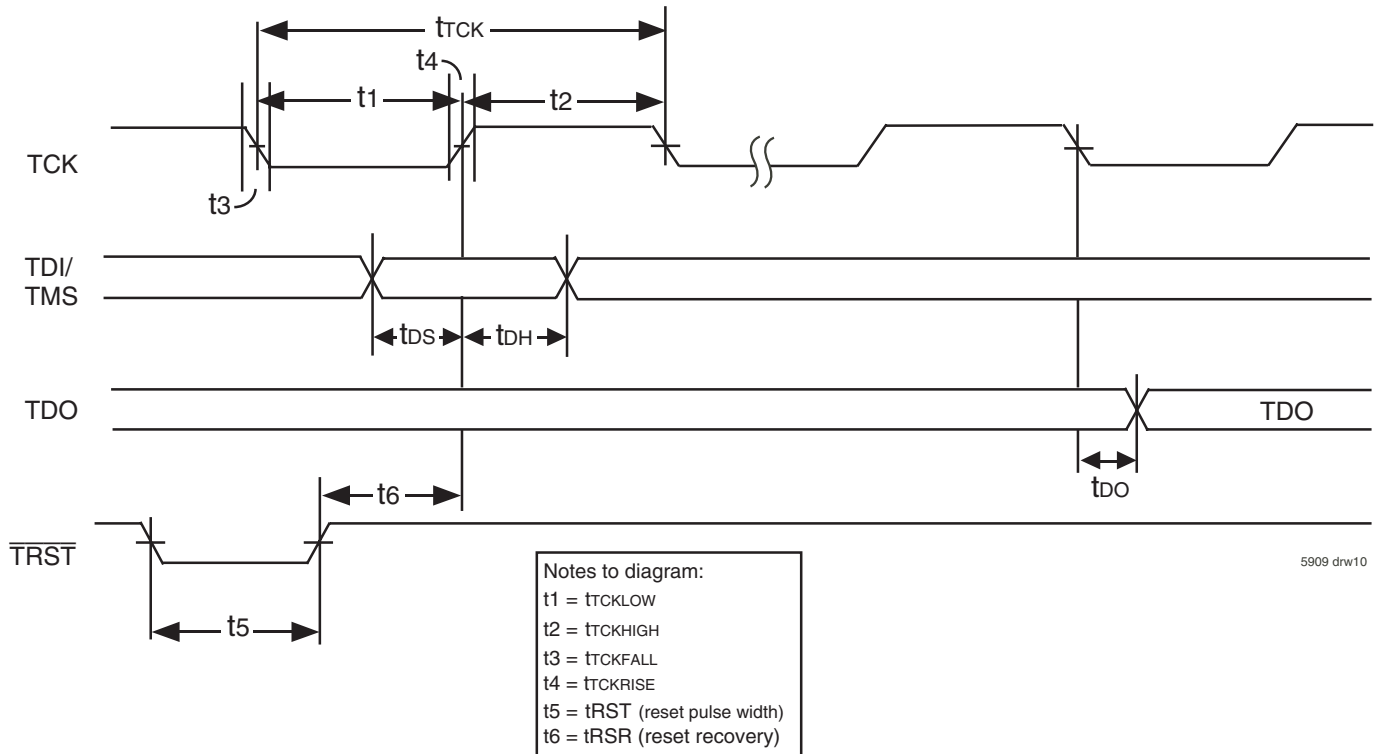 tTCK
t4
t1
t2
TCK
t3
TDI/
TMS
tDS
tDH
TDO
TDO
tDO
t6
TRST
5909 drw10
t5
Notes to diagram:
t1 = tTCKLOW
t2 = tTCKHIGH
t3 = tTCKFALL
t4 = tTCKRISE
t5 = tRST (reset pulse width)
t6 = tRSR (reset recovery)